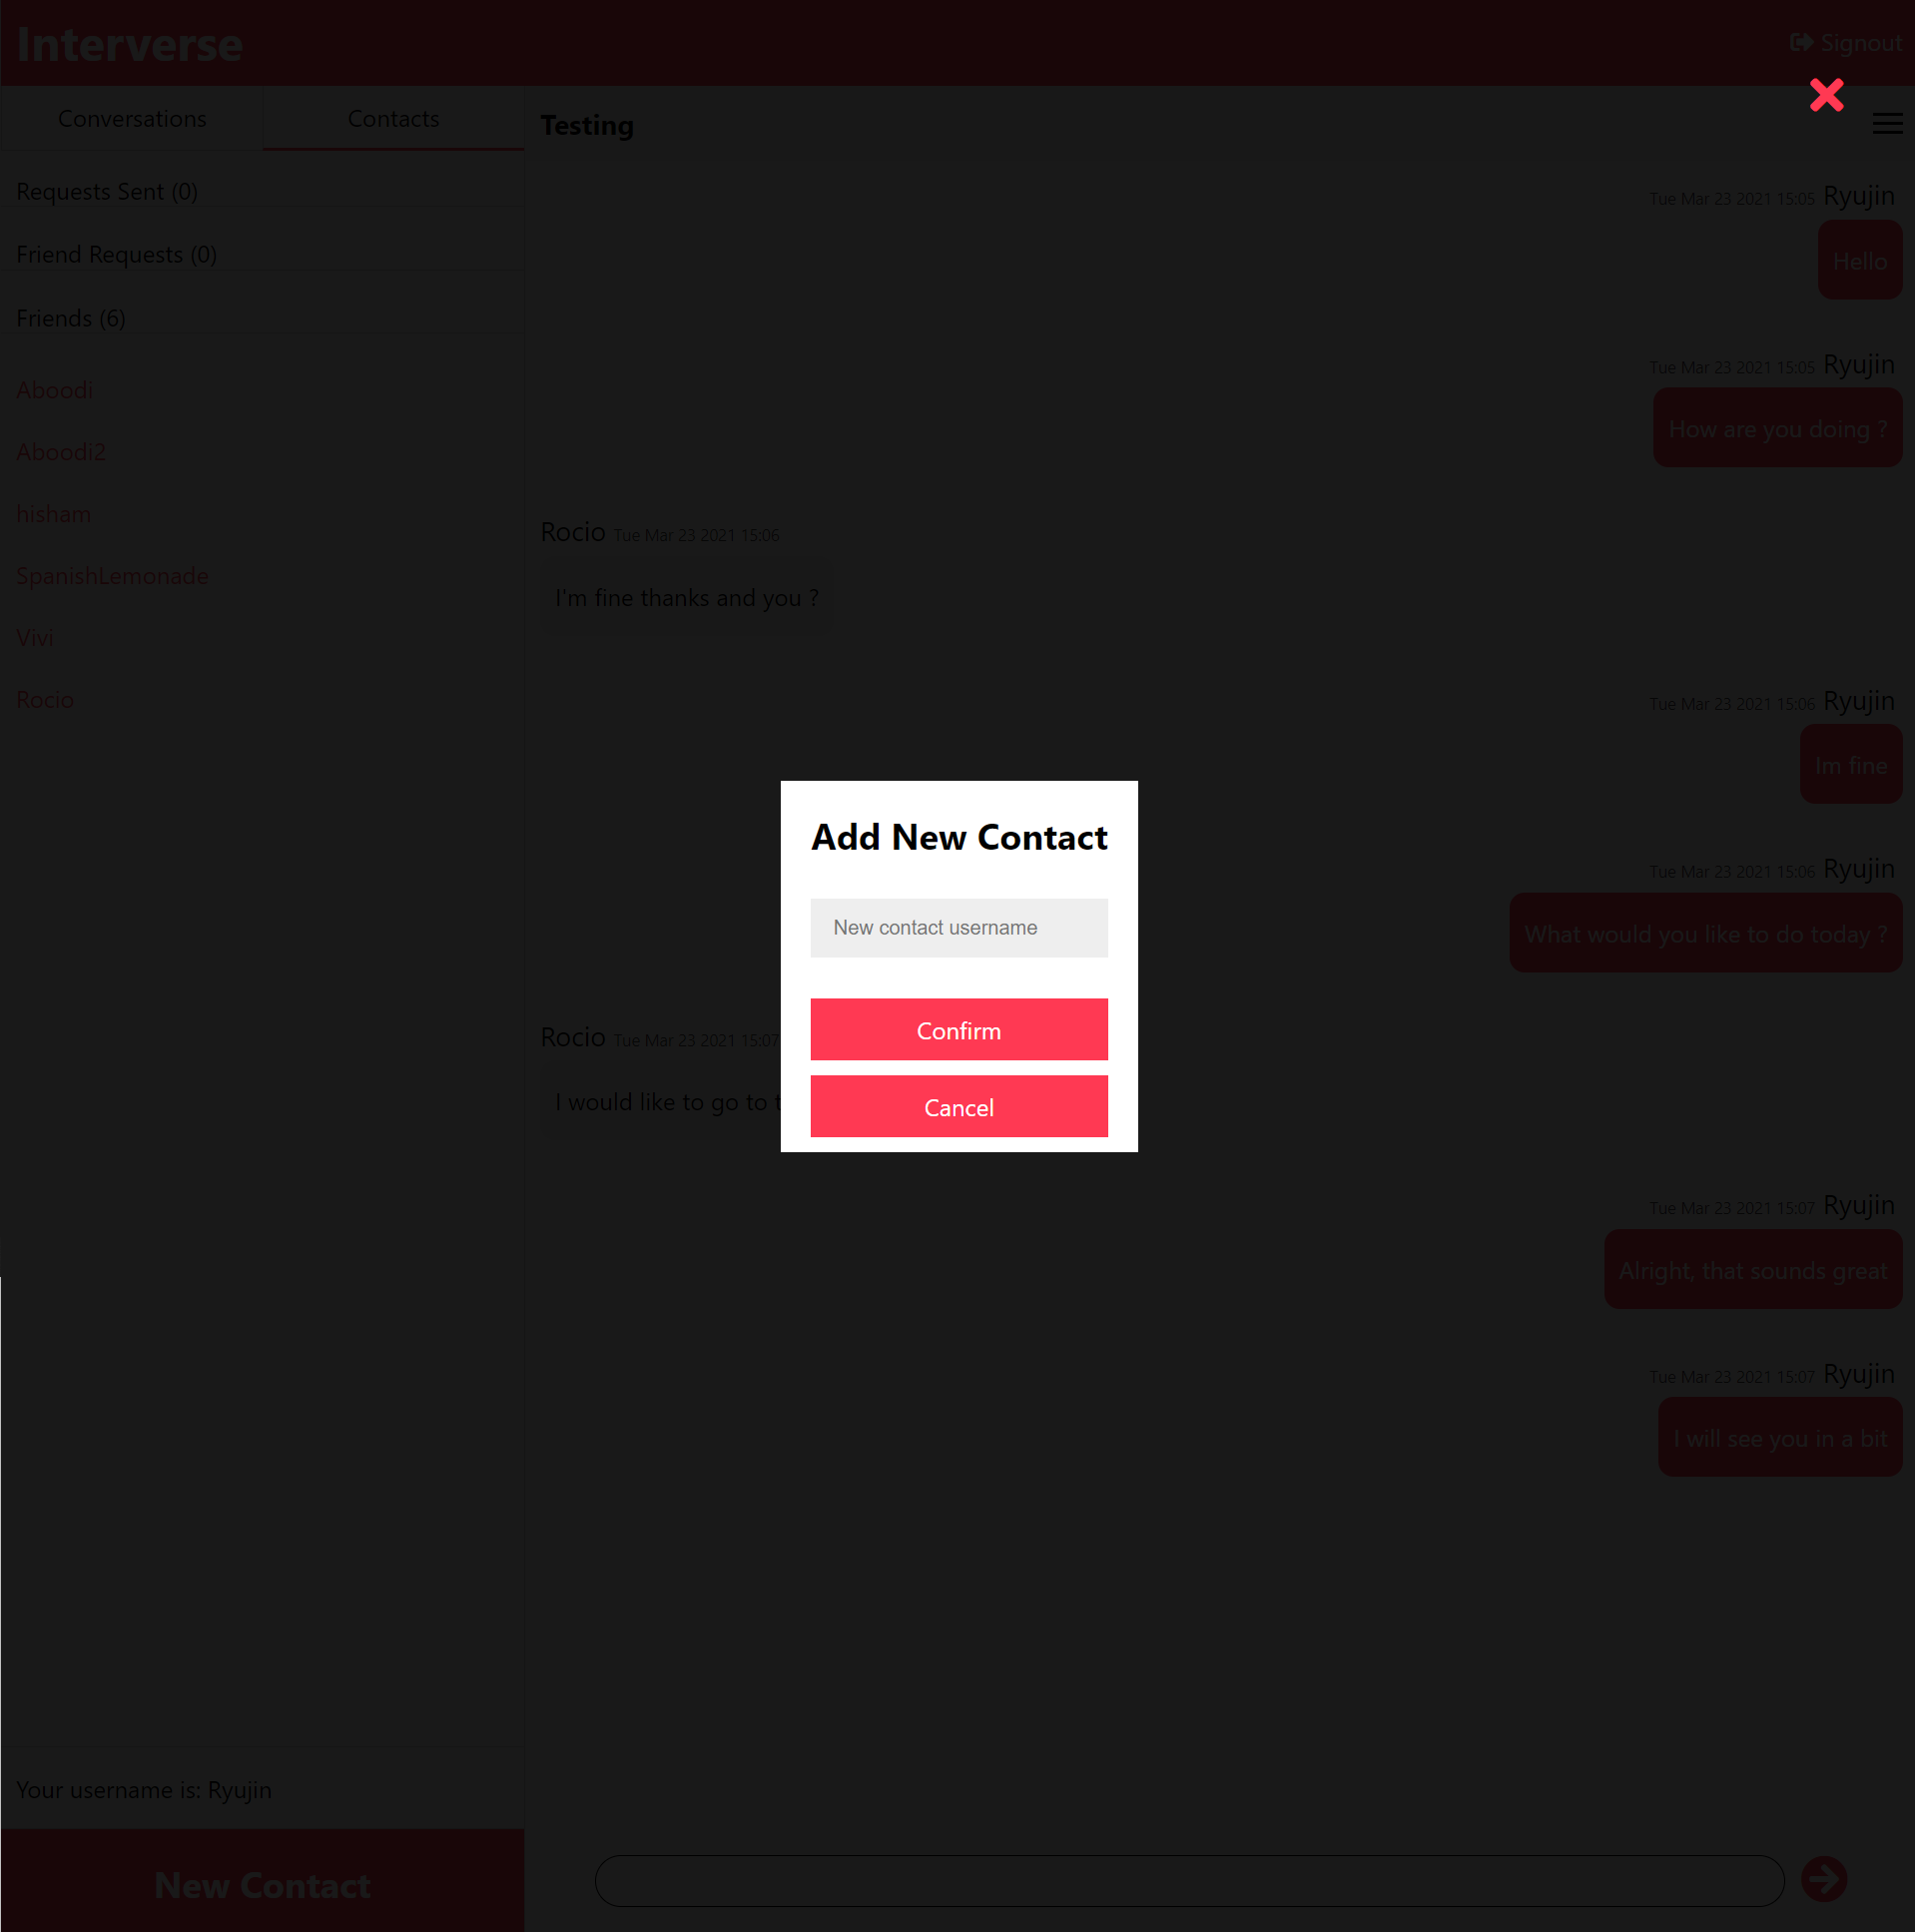 Interverse
Signout
Conversations
Contacts
Testing
Requests Sent (0)
Friend Requests (0)
Friends (6)
Aboodi
Aboodi2
hisham
SpanishLemonade
Vivi
Rocio
Tue Mar 23 2021 15:05 Ryujin
Hello
Tue Mar 23 2021 15:05 Ryujin
How are you doing ?
Rocio Tue Mar 23 2021 15:06
I'm fine thanks and you ?
Tue Mar 23 2021 15:06 Ryujin
Im fine
Tue Mar 23 2021 15:06 Ryujin
What would you like to do today ?
Rocio Tue Mar 23 2021 15:07
I would like to go to
Tue Mar 23 2021 15:07 Ryujin
Alright, that sounds great
Tue Mar 23 2021 15:07 Ryujin
I will see you in a bit
Add New Contact
New contact username
Confirm
Cancel
Your username is: Ryujin
New Contact